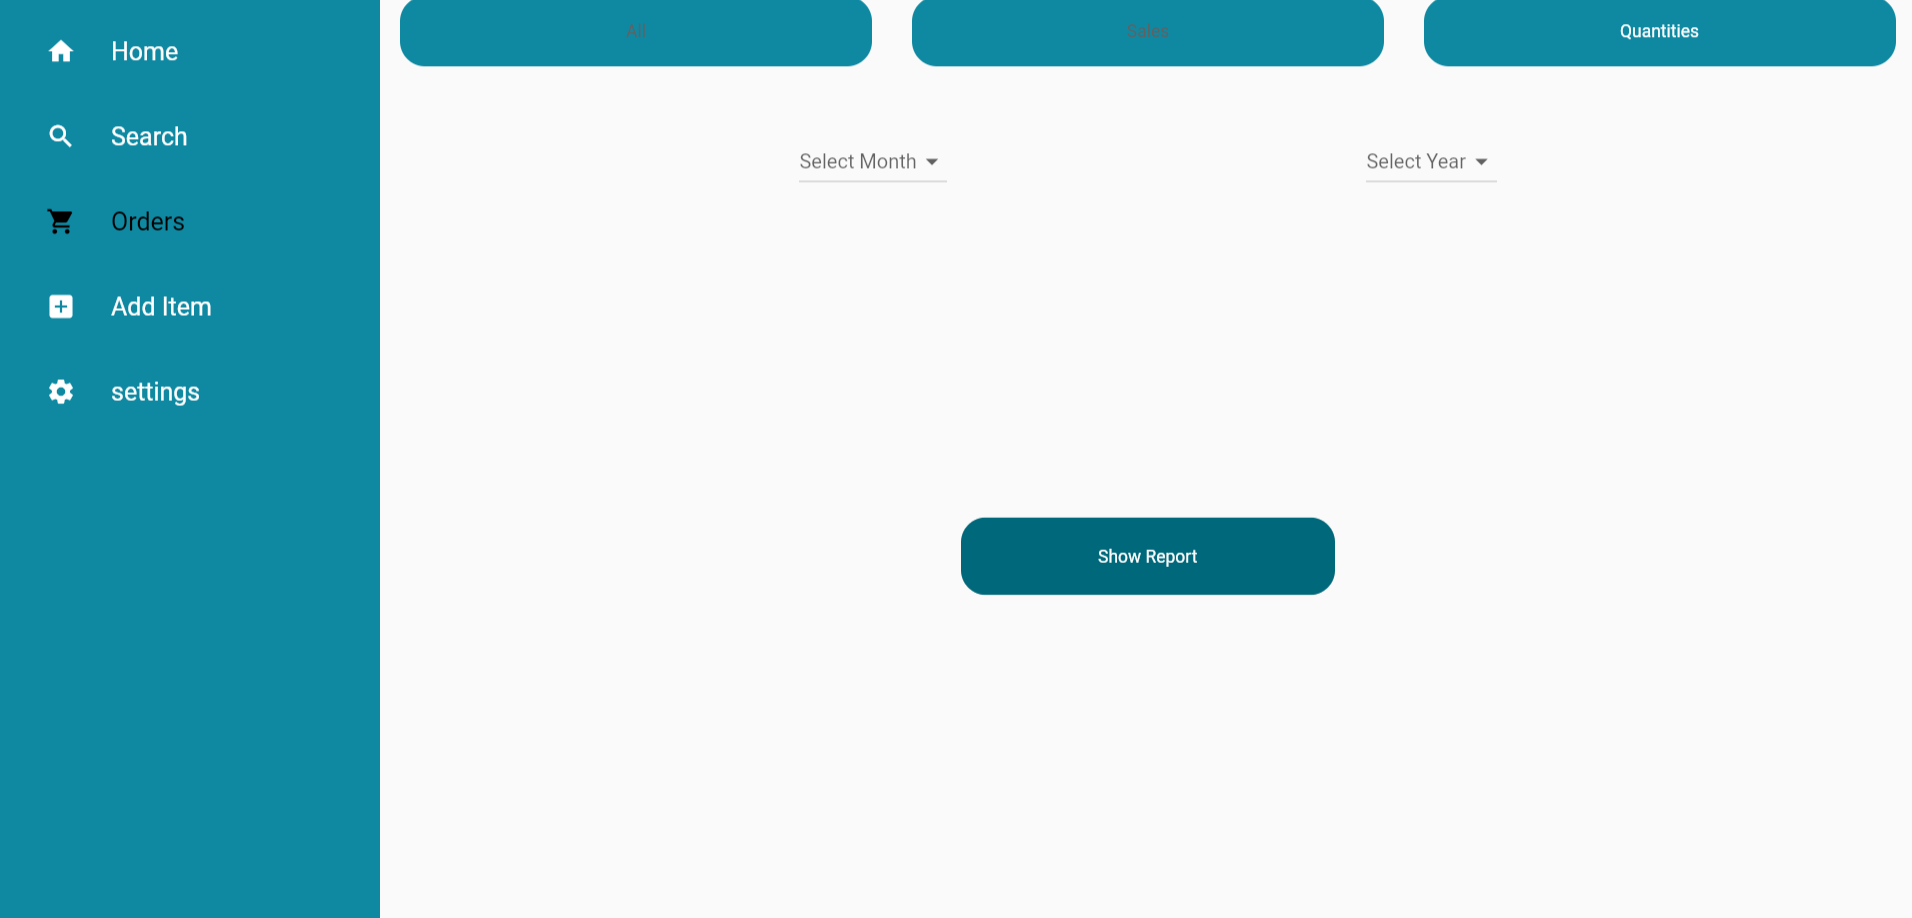 Home
Search
Orders
Add Item
settings
All
Sales
Quantities
Select Month
Select Year
Show Report